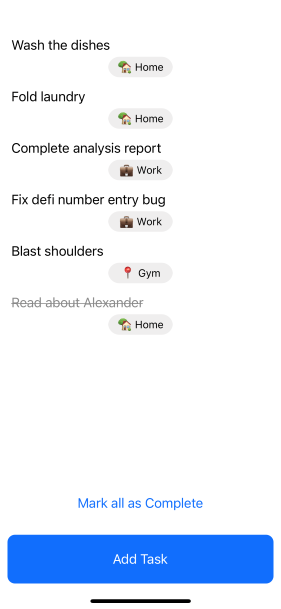 Wash the dishes
🏡 Home
Fold laundry
🏡 Home
Complete analysis report
💼 Work
Fix defi number entry bug
💼 Work
Blast shoulders
📍 Gym
Read about Alexander
🏡 Home
Mark all as Complete
Add Task